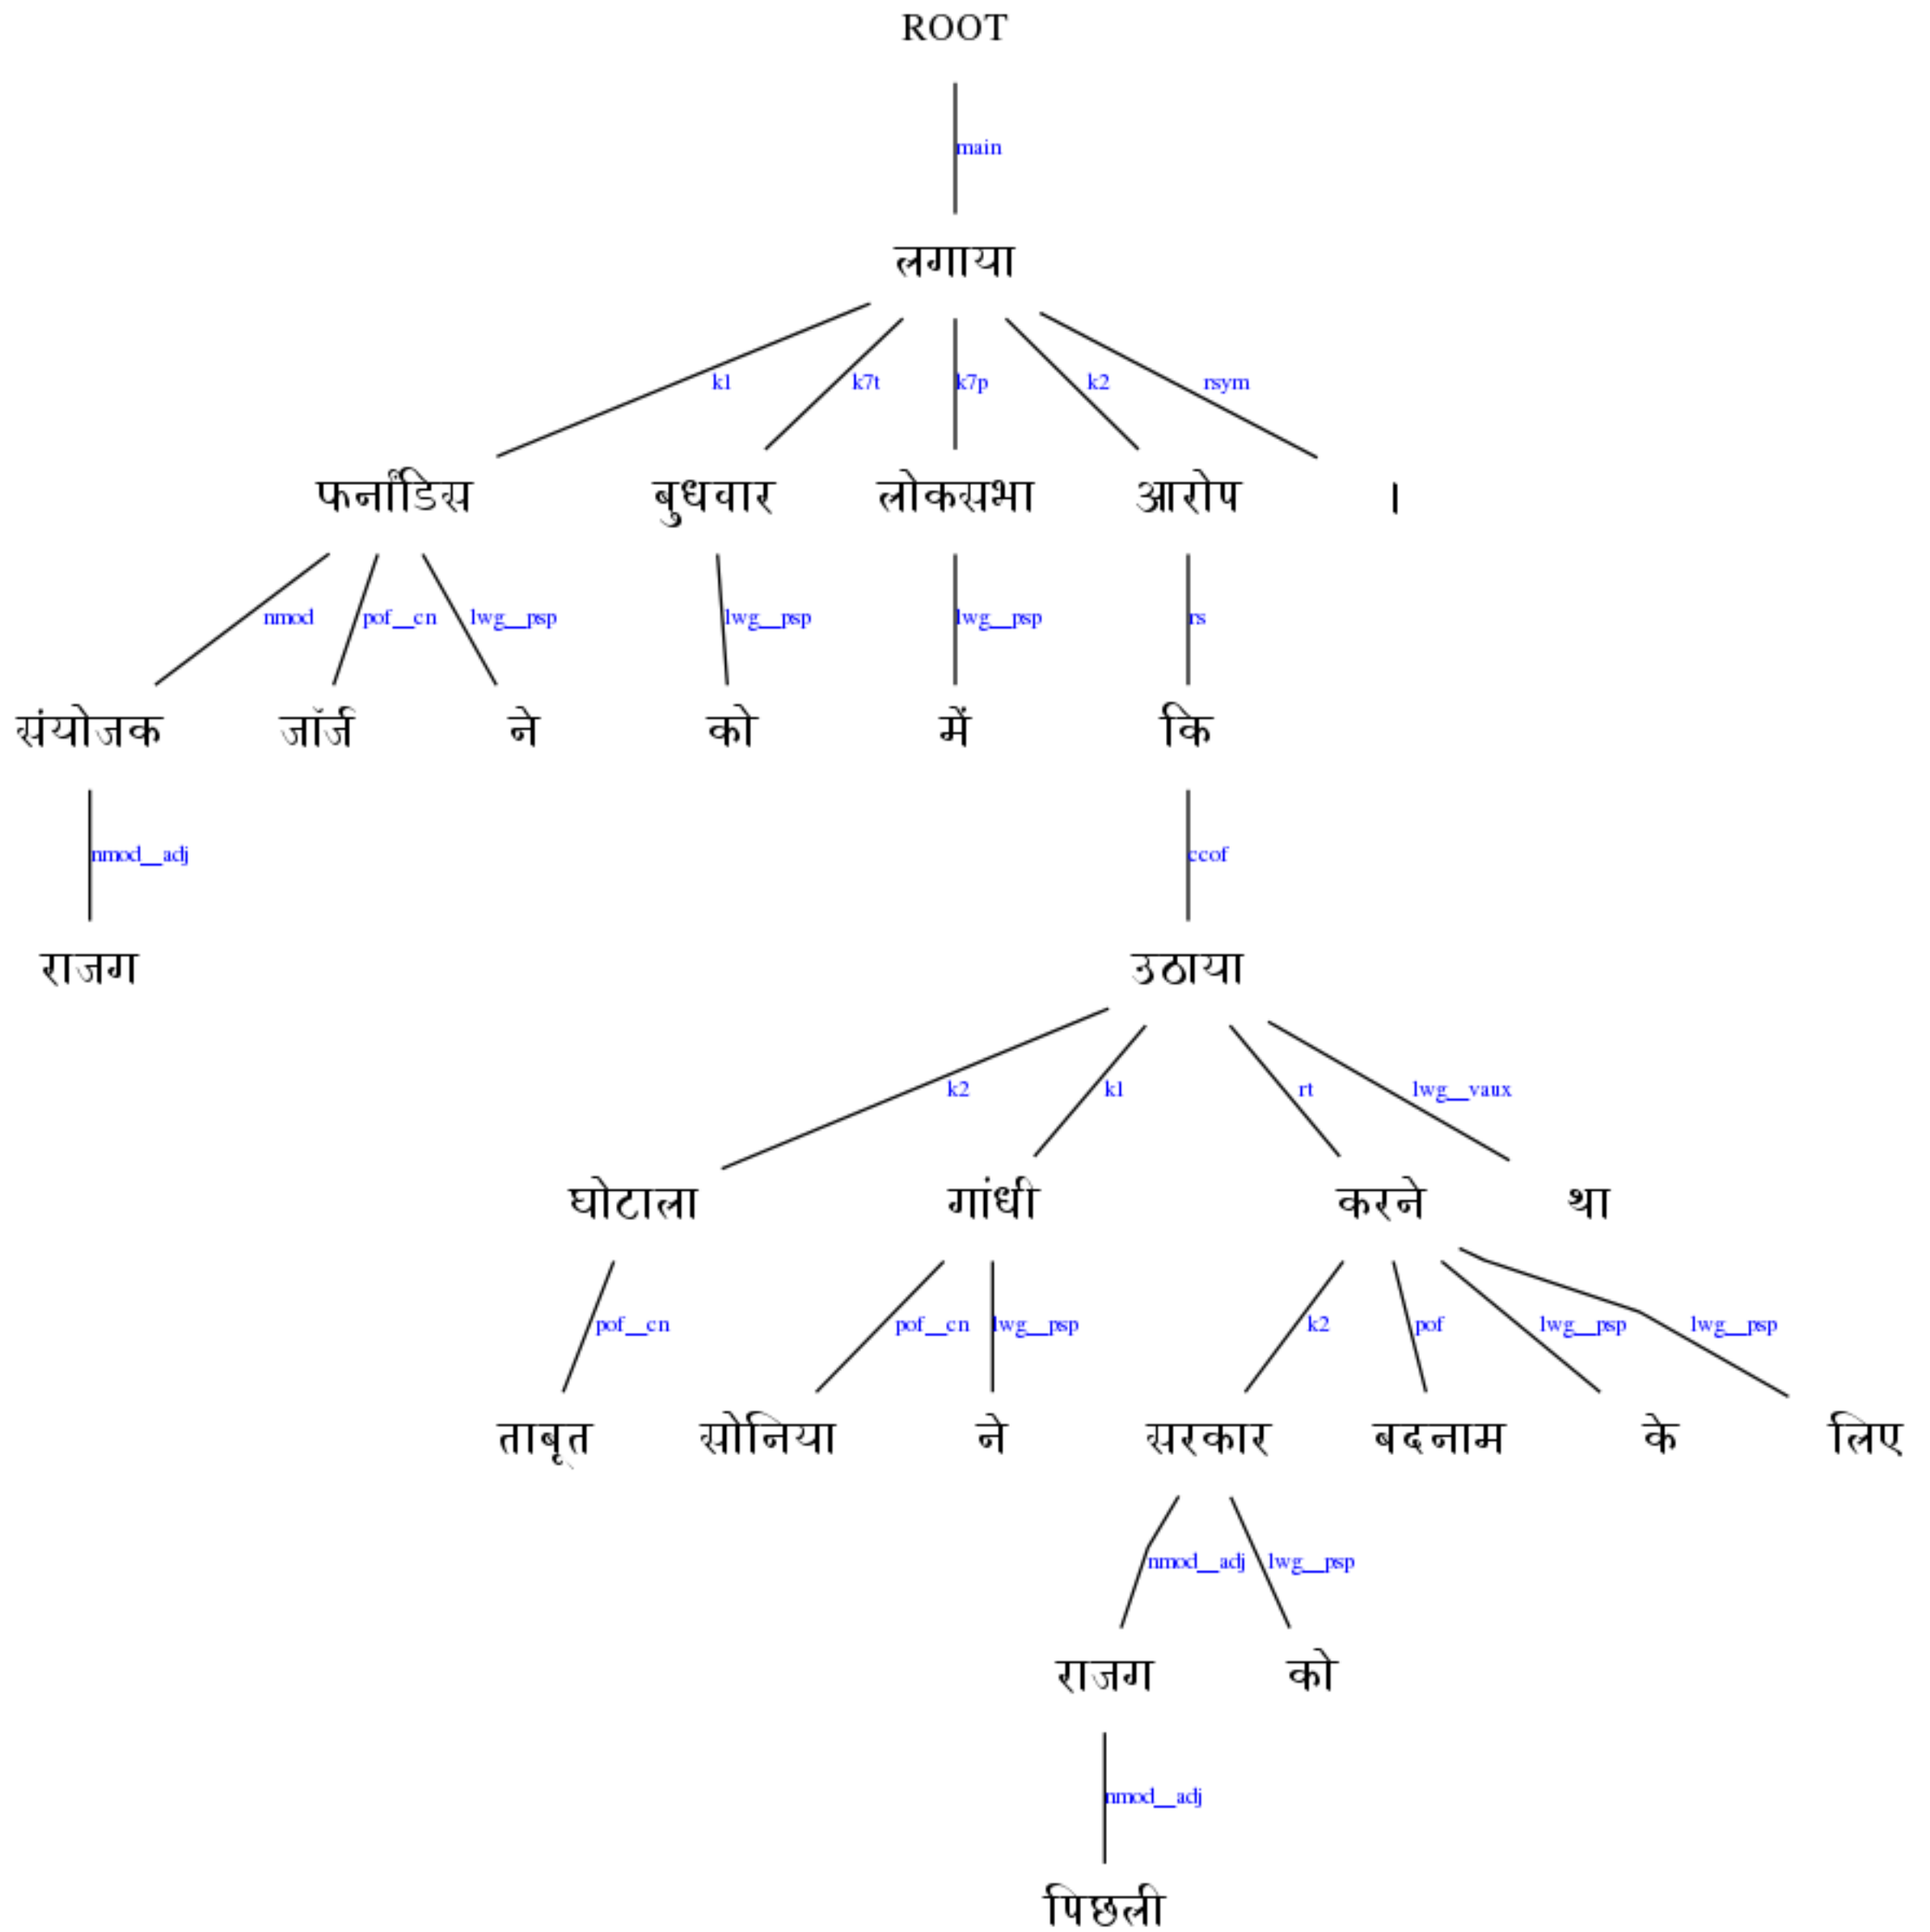 ROOT
main
लगाया
k1 k7t k7p k2 rsym
फर्नांडिस बुधवार लोकसभा आरोप ।
nmod pof__cn lwg__psp lwg__psp lwg__psp rs
संयोजक जॉर्ज ने को में कि
nmod__adj ccof
राजग उठाया
k2 k1 rt lwg__vaux
घोटाला गांधी करने था
pof__cn pof__cn lwg__psp k2 pof lwg__psp lwg__psp
ताबूत सोनिया ने सरकार बदनाम के लिए
nmod__adj lwg__psp
राजग को
nmod__adj
पिछली